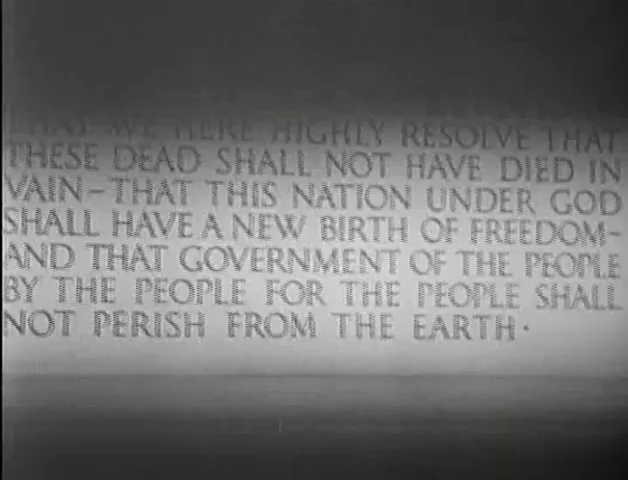 THAT WE HERE HIGHLY RESOLVE THAT
THESE DEAD SHALL NOT HAVE DIED IN
VAIN–THAT THIS NATION UNDER GOD
SHALL HAVE A NEW BIRTH OF FREEDOM–
AND THAT GOVERNMENT OF THE PEOPLE
BY THE PEOPLE FOR THE PEOPLE SHALL
NOT PERISH FROM THE EARTH·